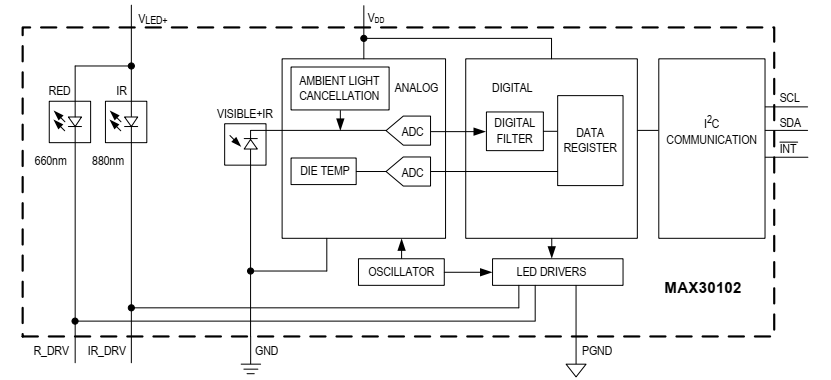 VLED+
VDD
RED
IR
660nm
880nm
VISIBLE+IR
AMBIENT LIGHT
CANCELLATION
ANALOG
ADC
DIE TEMP
ADC
DIGITAL
DIGITAL
FILTER
DATA
REGISTER
I²C
COMMUNICATION
SCL
SDA
INT
OSCILLATOR
LED DRIVERS
MAX30102
R_DRV
IR_DRV
GND
PGND